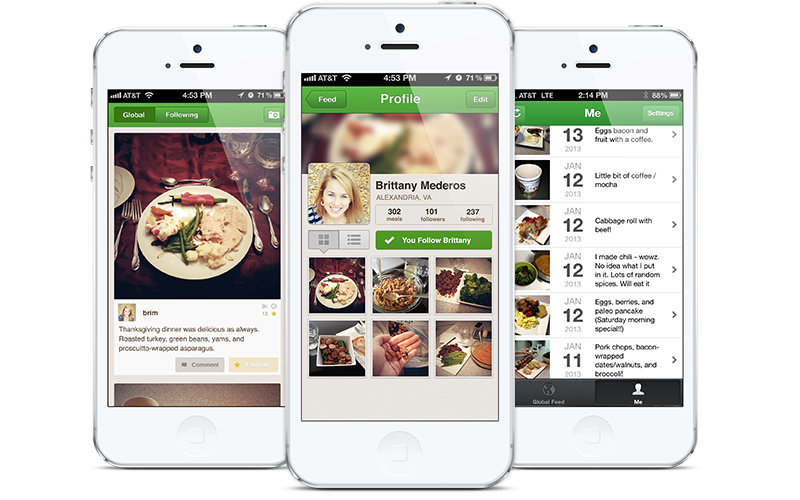 AT&T 4:53 PM 71%
Global Following
brim
3h
18
Thanksgiving dinner was delicious as always.
Roasted turkey, green beans, yams, and
proscuitto-wrapped asparagus.
Comment Favorite
AT&T 4:53 PM 71%
Feed Profile Edit
Brittany Mederos
ALEXANDRIA, VA
302 101 237
meals followers following
You Follow Brittany
AT&T LTE 2:14 PM 88%
Me Settings
13
2013
Eggs bacon and
fruit with a coffee.
JAN
12
2013
Little bit of coffee /
mocha
JAN
12
2013
Cabbage roll with
beef!
JAN
12
2013
I made chili - wowz.
No idea what I put
in it. Lots of random
spices. Will eat it
JAN
12
2013
Eggs, berries, and
paleo pancake
(Saturday morning
special!!)
JAN
11
2013
Pork chops, bacon-
wrapped
dates/walnuts, and
broccoli!
Global Feed Me